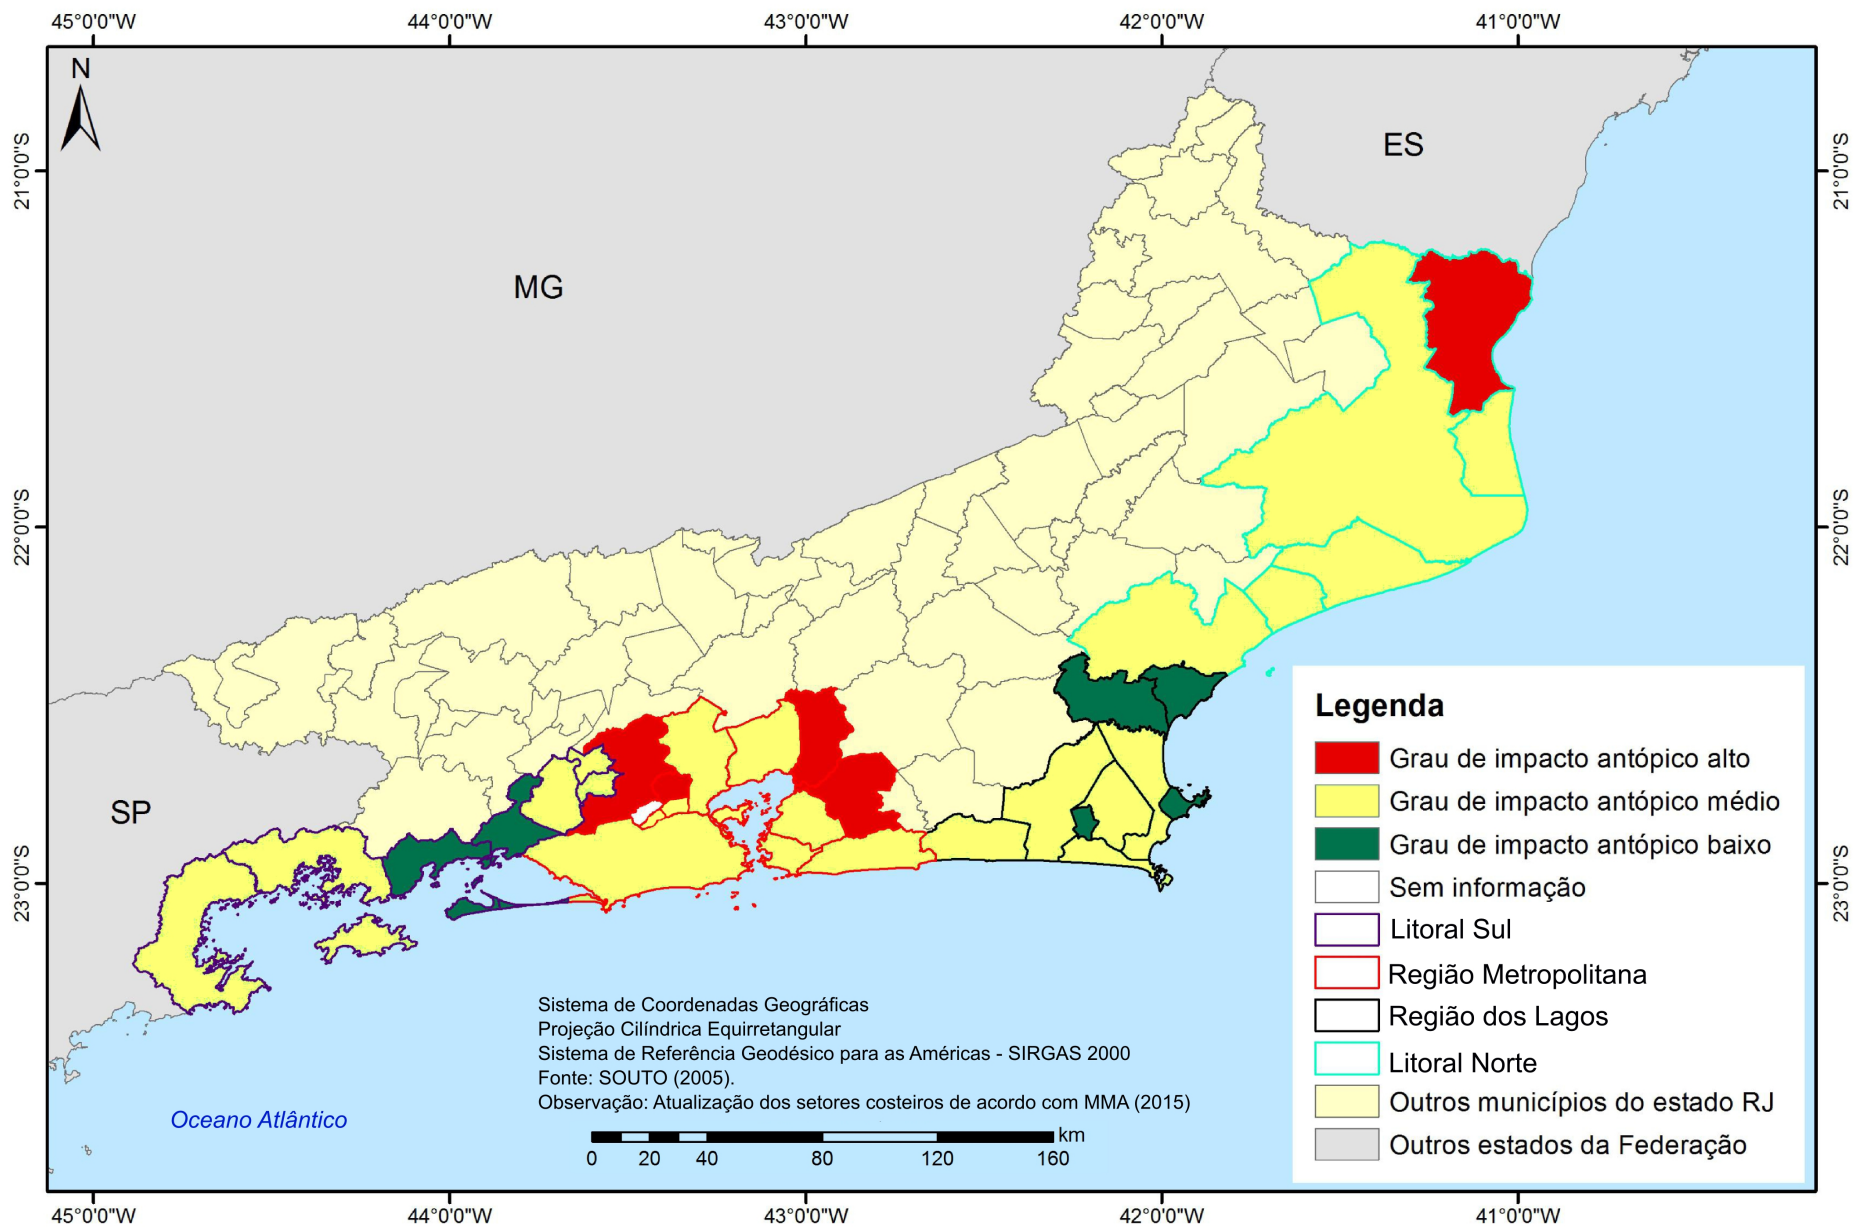 45°0'0"W 44°0'0"W 43°0'0"W 42°0'0"W 41°0'0"W
N
ES
21°0'0"S 21°0'0"S
MG
22°0'0"S 22°0'0"S
SP
23°0'0"S 23°0'0"S
Legenda
Grau de impacto antópico alto
Grau de impacto antópico médio
Grau de impacto antópico baixo
Sem informação
Litoral Sul
Região Metropolitana
Região dos Lagos
Litoral Norte
Outros municípios do estado RJ
Outros estados da Federação
Sistema de Coordenadas Geográficas
Projeção Cilíndrica Equirretangular
Sistema de Referência Geodésico para as Américas - SIRGAS 2000
Fonte: SOUTO (2005).
Observação: Atualização dos setores costeiros de acordo com MMA (2015)
Oceano Atlântico
km
0 20 40 80 120 160
45°0'0"W 44°0'0"W 43°0'0"W 42°0'0"W 41°0'0"W